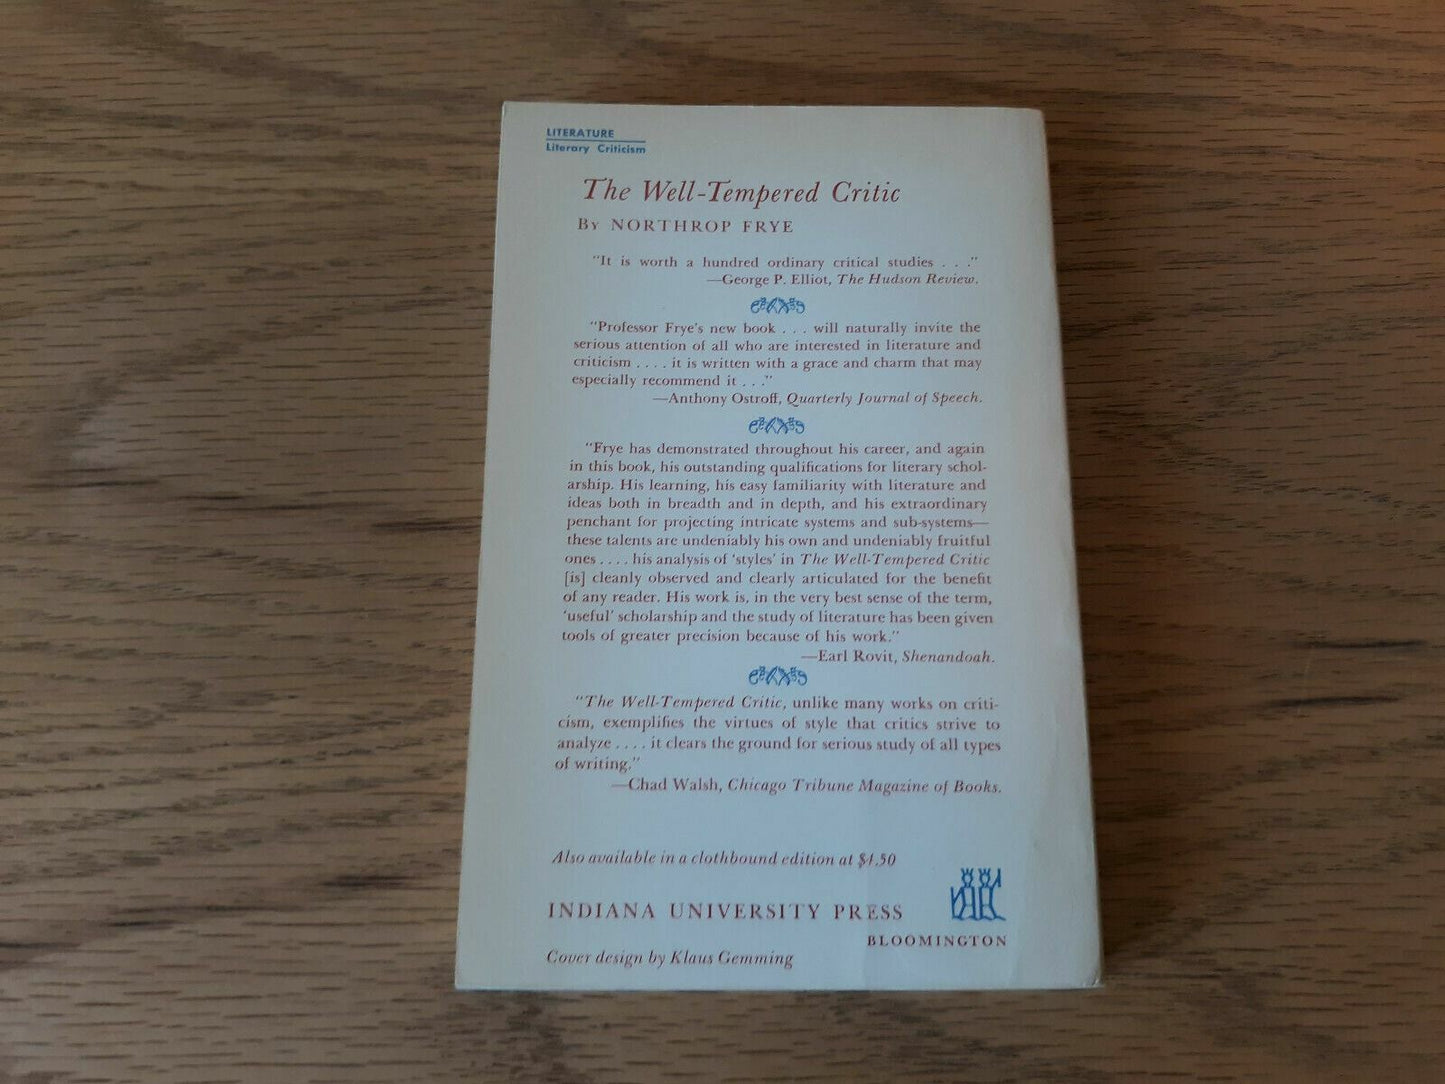 LITERATURE
Literary Criticism
The Well-Tempered Critic
By NORTHROP FRYE
"It is worth a hundred ordinary critical studies . . ."
—George P. Elliot, The Hudson Review.
"Professor Frye's new book . . . will naturally invite the
serious attention of all who are interested in literature and
criticism . . . . it is written with a grace and charm that may
especially recommend it . . ."
—Anthony Ostroff, Quarterly Journal of Speech.
"Frye has demonstrated throughout his career, and again
in this book, his outstanding qualifications for literary schol-
arship. His learning, his easy familiarity with literature and
ideas both in breadth and in depth, and his extraordinary
penchant for projecting intricate systems and sub-systems—
these talents are undeniably his own and undeniably fruitful
ones . . . . his analysis of 'styles' in The Well-Tempered Critic
[is] cleanly observed and clearly articulated for the benefit
of any reader. His work is, in the very best sense of the term,
'useful' scholarship and the study of literature has been given
tools of greater precision because of his work."
—Earl Rovit, Shenandoah.
"The Well-Tempered Critic, unlike many works on criti-
cism, exemplifies the virtues of style that critics strive to
analyze . . . . it clears the ground for serious study of all types
of writing."
—Chad Walsh, Chicago Tribune Magazine of Books.
Also available in a clothbound edition at $4.50
INDIANA UNIVERSITY PRESS
BLOOMINGTON
Cover design by Klaus Gemming